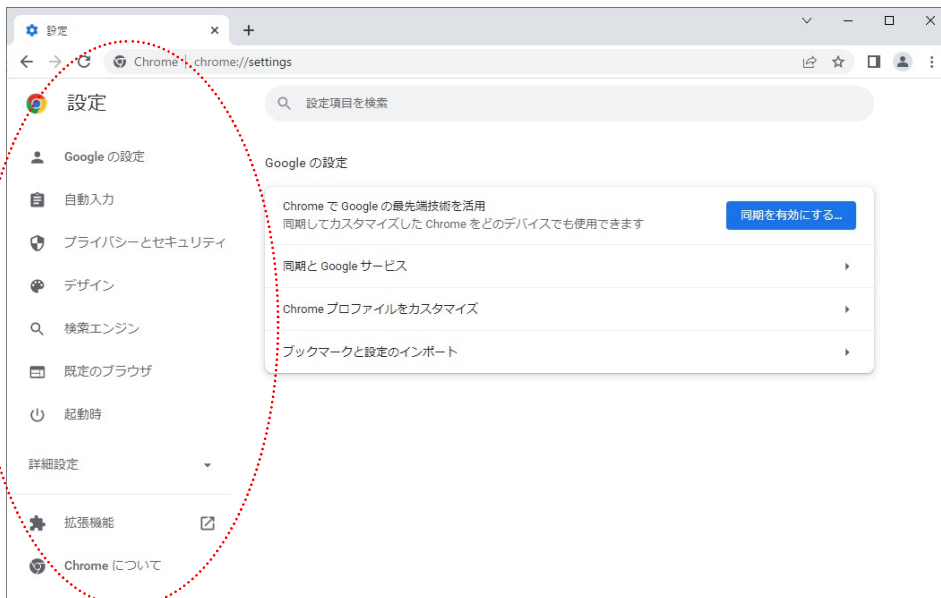 設定
Chrome | chrome://settings
設定
設定項目を検索
Google の設定
自動入力
プライバシーとセキュリティ
デザイン
検索エンジン
既定のブラウザ
起動時
詳細設定
拡張機能
Chrome について
Google の設定
Chrome で Google の最先端技術を活用
同期してカスタマイズした Chrome をどのデバイスでも使用できます
同期を有効にする...
同期と Google サービス
Chrome プロファイルをカスタマイズ
ブックマークと設定のインポート